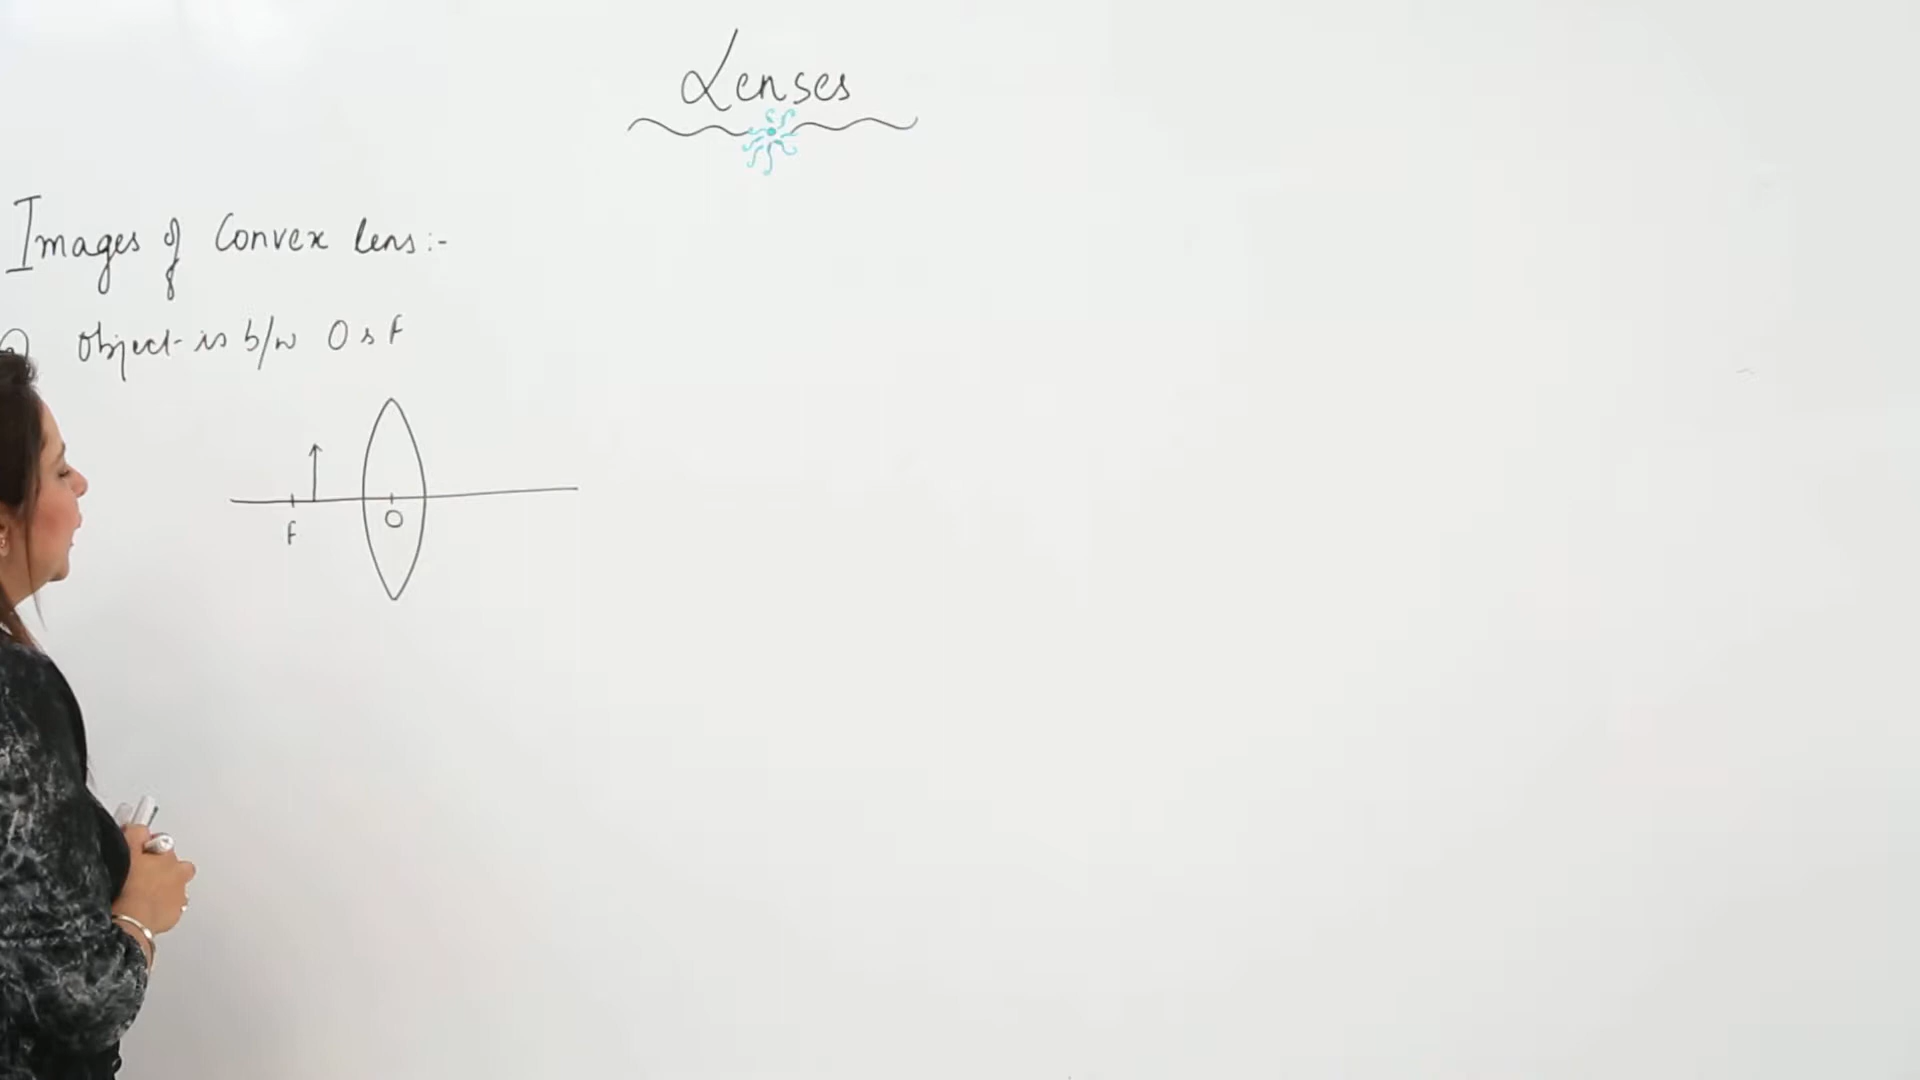 Lenses
Images of Convex lens:-
Object is b/w O & F
F
O